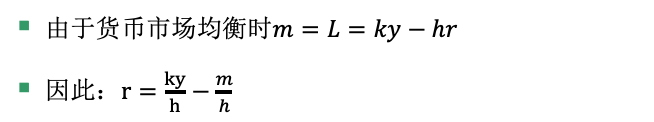 由于货币市场均衡时m = L = ky − hr
因此：r = ky/h − m/h